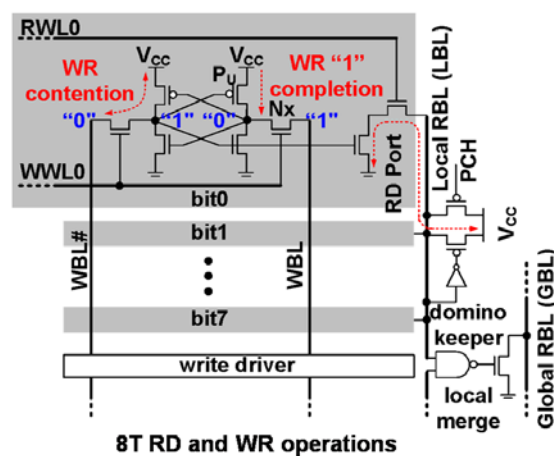 RWL0
WR
contention
"0"
VCC
PU
"1"
"0"
VCC
WR "1"
completion
Nx
"1"
WWL0
RD Port
bit0
Local RBL (LBL)
PCH
VCC
WBL#
WBL
bit1
bit7
write driver
domino
keeper
local
merge
Global RBL (GBL)
8T RD and WR operations